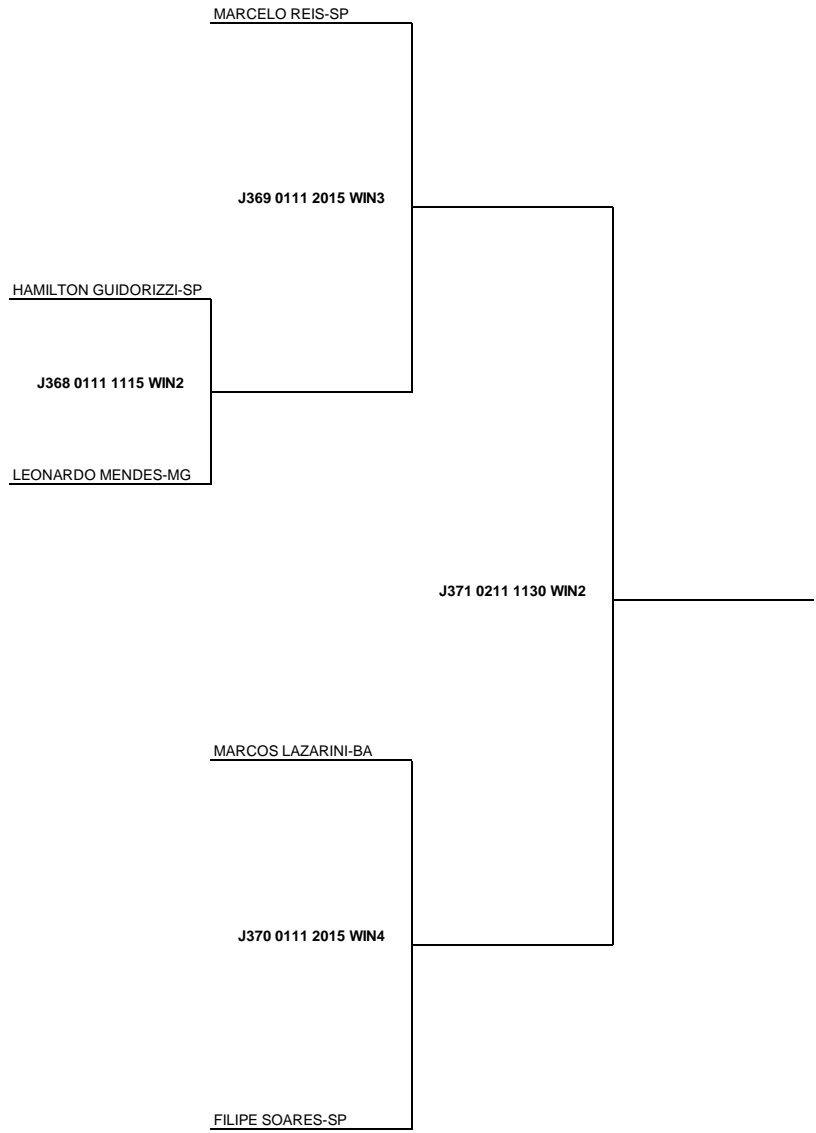 MARCELO REIS-SP
J369 0111 2015 WIN3
HAMILTON GUIDORIZZI-SP
J368 0111 1115 WIN2
LEONARDO MENDES-MG
J371 0211 1130 WIN2
MARCOS LAZARINI-BA
J370 0111 2015 WIN4
FILIPE SOARES-SP